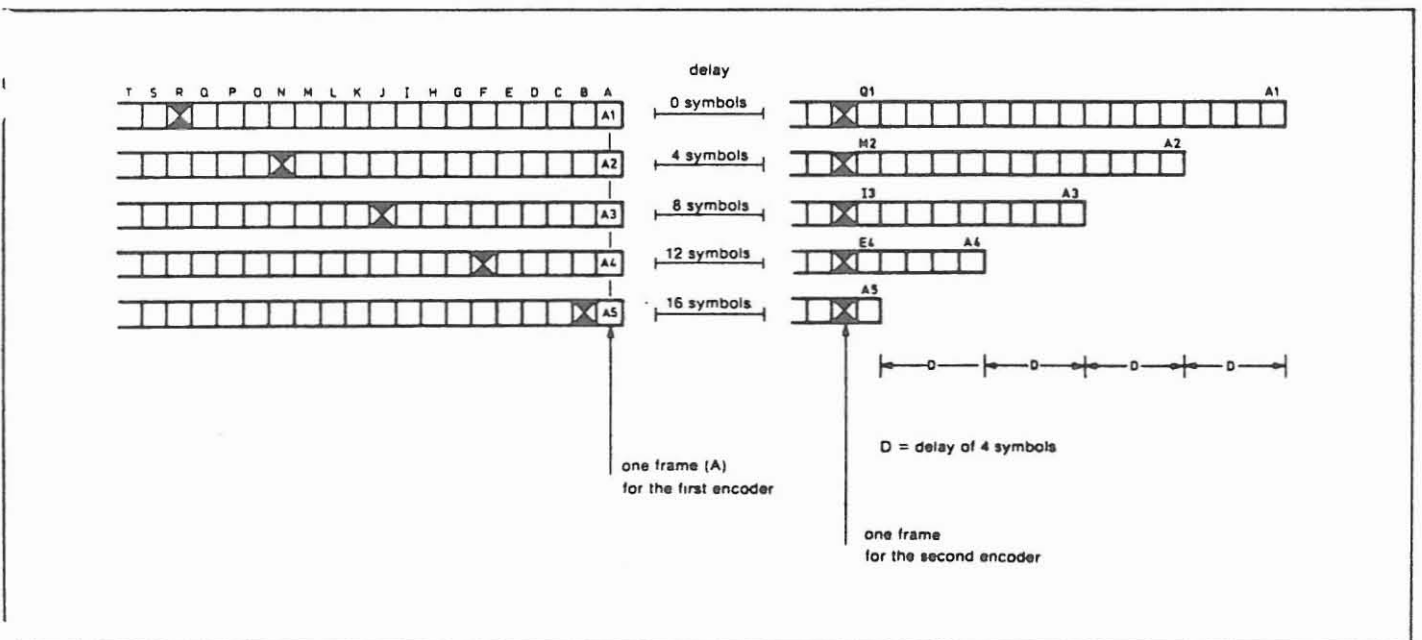 delay
T S R Q P O N M L K J I H G F E D C B A
A1
0 symbols
Q1 A1
A2
4 symbols
M2 A2
A3
8 symbols
I3 A3
A4
12 symbols
E4 A4
A5
16 symbols
A5
D D D D
D = delay of 4 symbols
one frame (A)
for the first encoder
one frame
for the second encoder